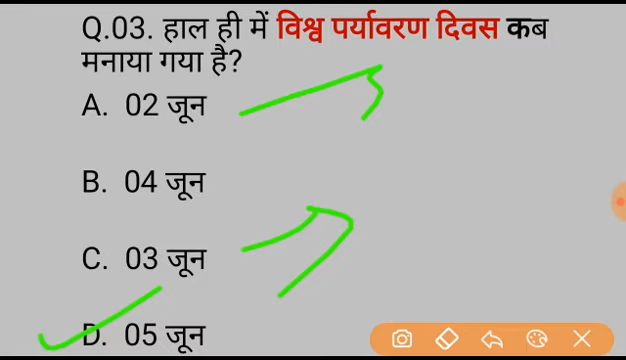 Q.03. हाल ही में विश्व पर्यावरण दिवस कब
मनाया गया है?
A. 02 जून
B. 04 जून
C. 03 जून
D. 05 जून